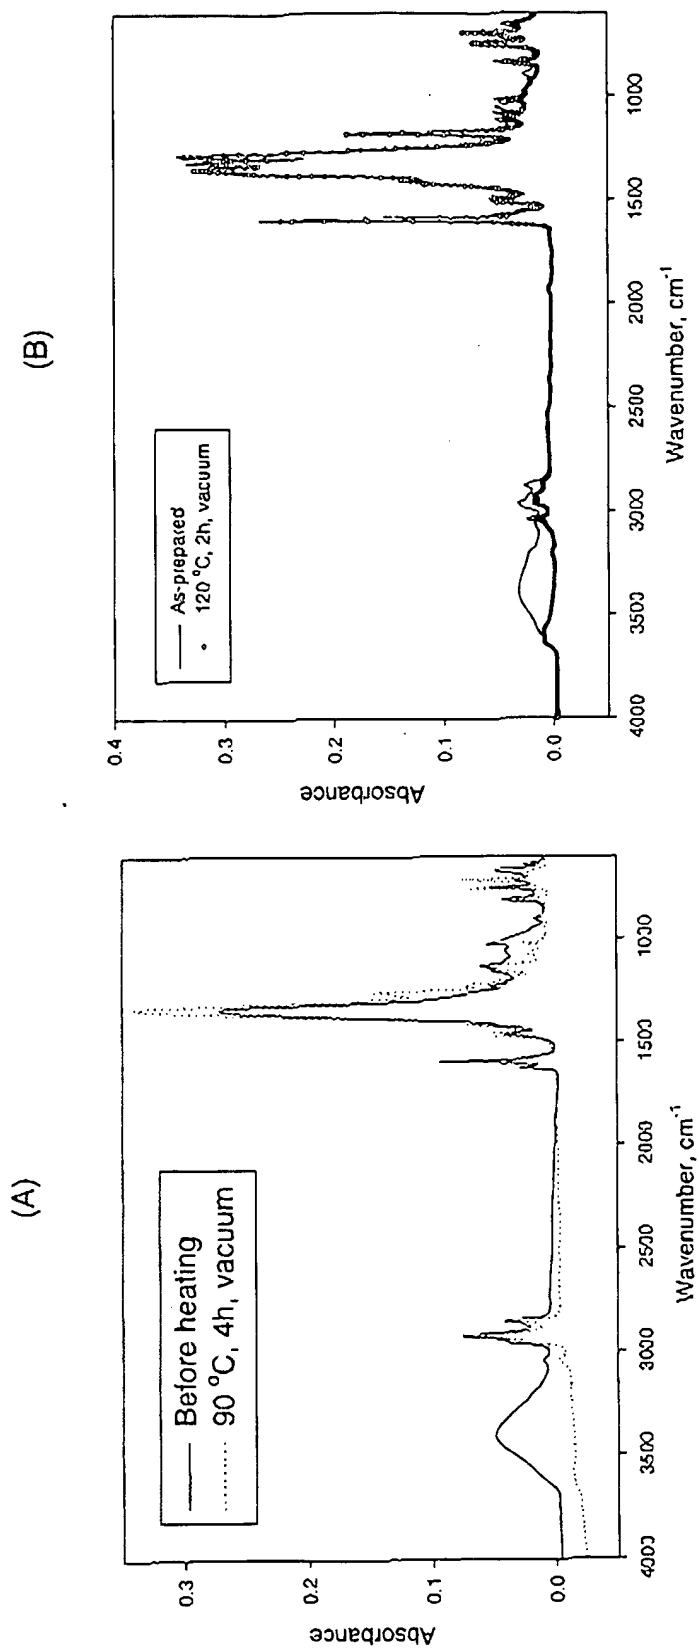 (A)
Absorbance
0.3
0.2
0.1
0.0
Before heating
90 °C, 4h, vacuum
4000 3500 3000 2500 2000 1500 1000
Wavenumber, cm-1
(B)
Absorbance
0.4
0.3
0.2
0.1
0.0
As-prepared
120 °C, 2h, vacuum
4000 3500 3000 2500 2000 1500 1000
Wavenumber, cm-1